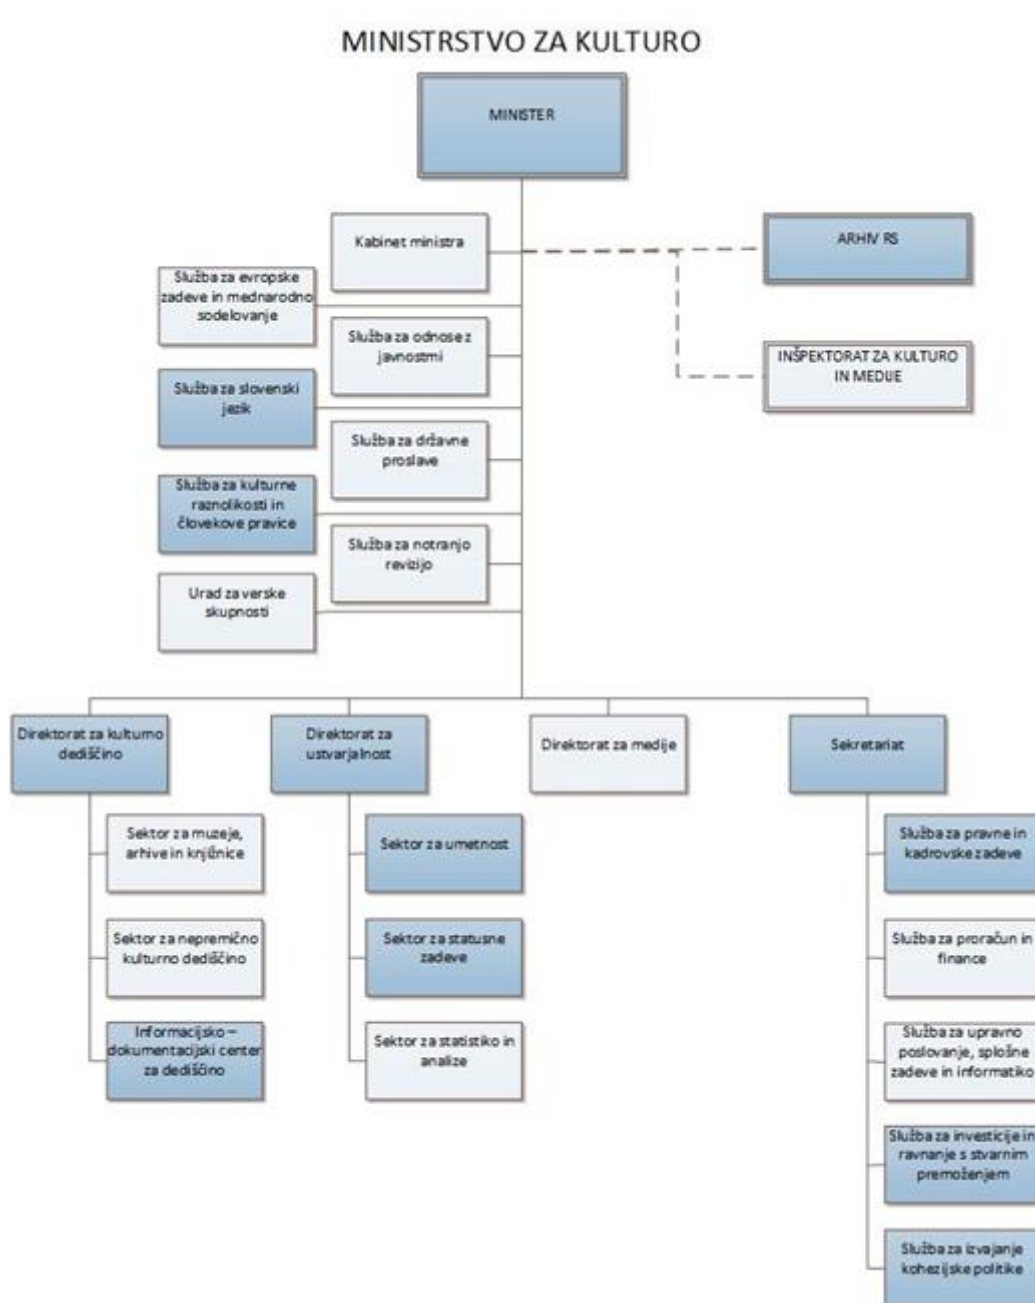 MINISTRSTVO ZA KULTURO
MINISTER
Kabinet ministra
ARHIV RS
Služba za evropske
zadeve in mednarodno
sodelovanje
Služba za odnose z
javnostmi
INŠPEKTORAT ZA KULTURO
IN MEDIJE
Služba za slovenski
jezik
Služba za državne
proslave
Služba za kulturne
raznolikosti in
človekove pravice
Služba za notranjo
revizijo
Urad za verske
skupnosti
Direktorat za kulturno
dediščino
Direktorat za
ustvarjalnost
Direktorat za medije
Sekretariat
Sektor za muzeje,
arhive in knjižnice
Sektor za umetnost
Služba za pravne in
kadrovske zadeve
Sektor za nepremično
kulturno dediščino
Sektor za statusne
zadeve
Služba za proračun in
finance
Informacijsko –
dokumentacijski center
za dediščino
Sektor za statistiko in
analize
Služba za upravno
poslovanje, splošne
zadeve in informatiko
Služba za investicije in
ravnanje s stvarnim
premoženjem
Služba za izvajanje
kohezijske politike